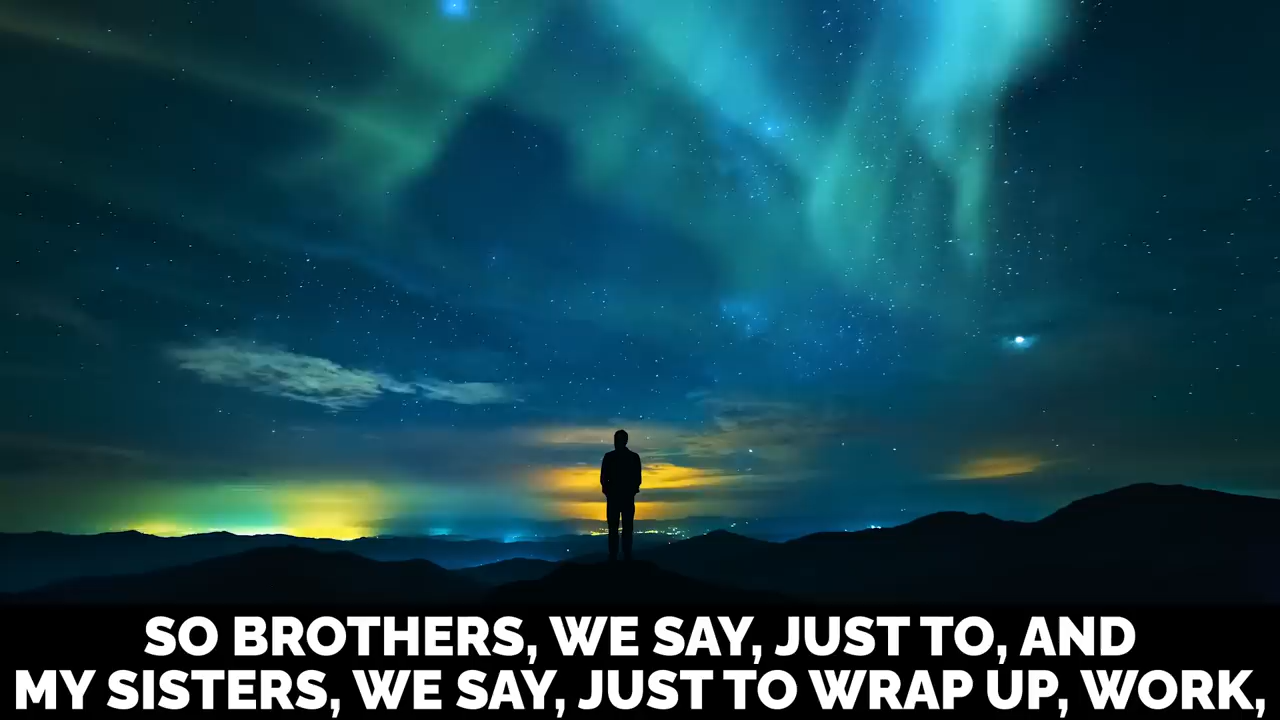 SO BROTHERS, WE SAY, JUST TO, AND
MY SISTERS, WE SAY, JUST TO WRAP UP, WORK,